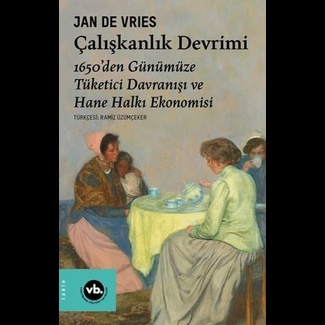 JAN DE VRIES
Çalışkanlık Devrimi
1650'den Günümüze
Tüketici Davranışı ve
Hane Halkı Ekonomisi
TÜRKÇESİ: RAMİZ ÜZÜMÇEKER
TARİH
vb.